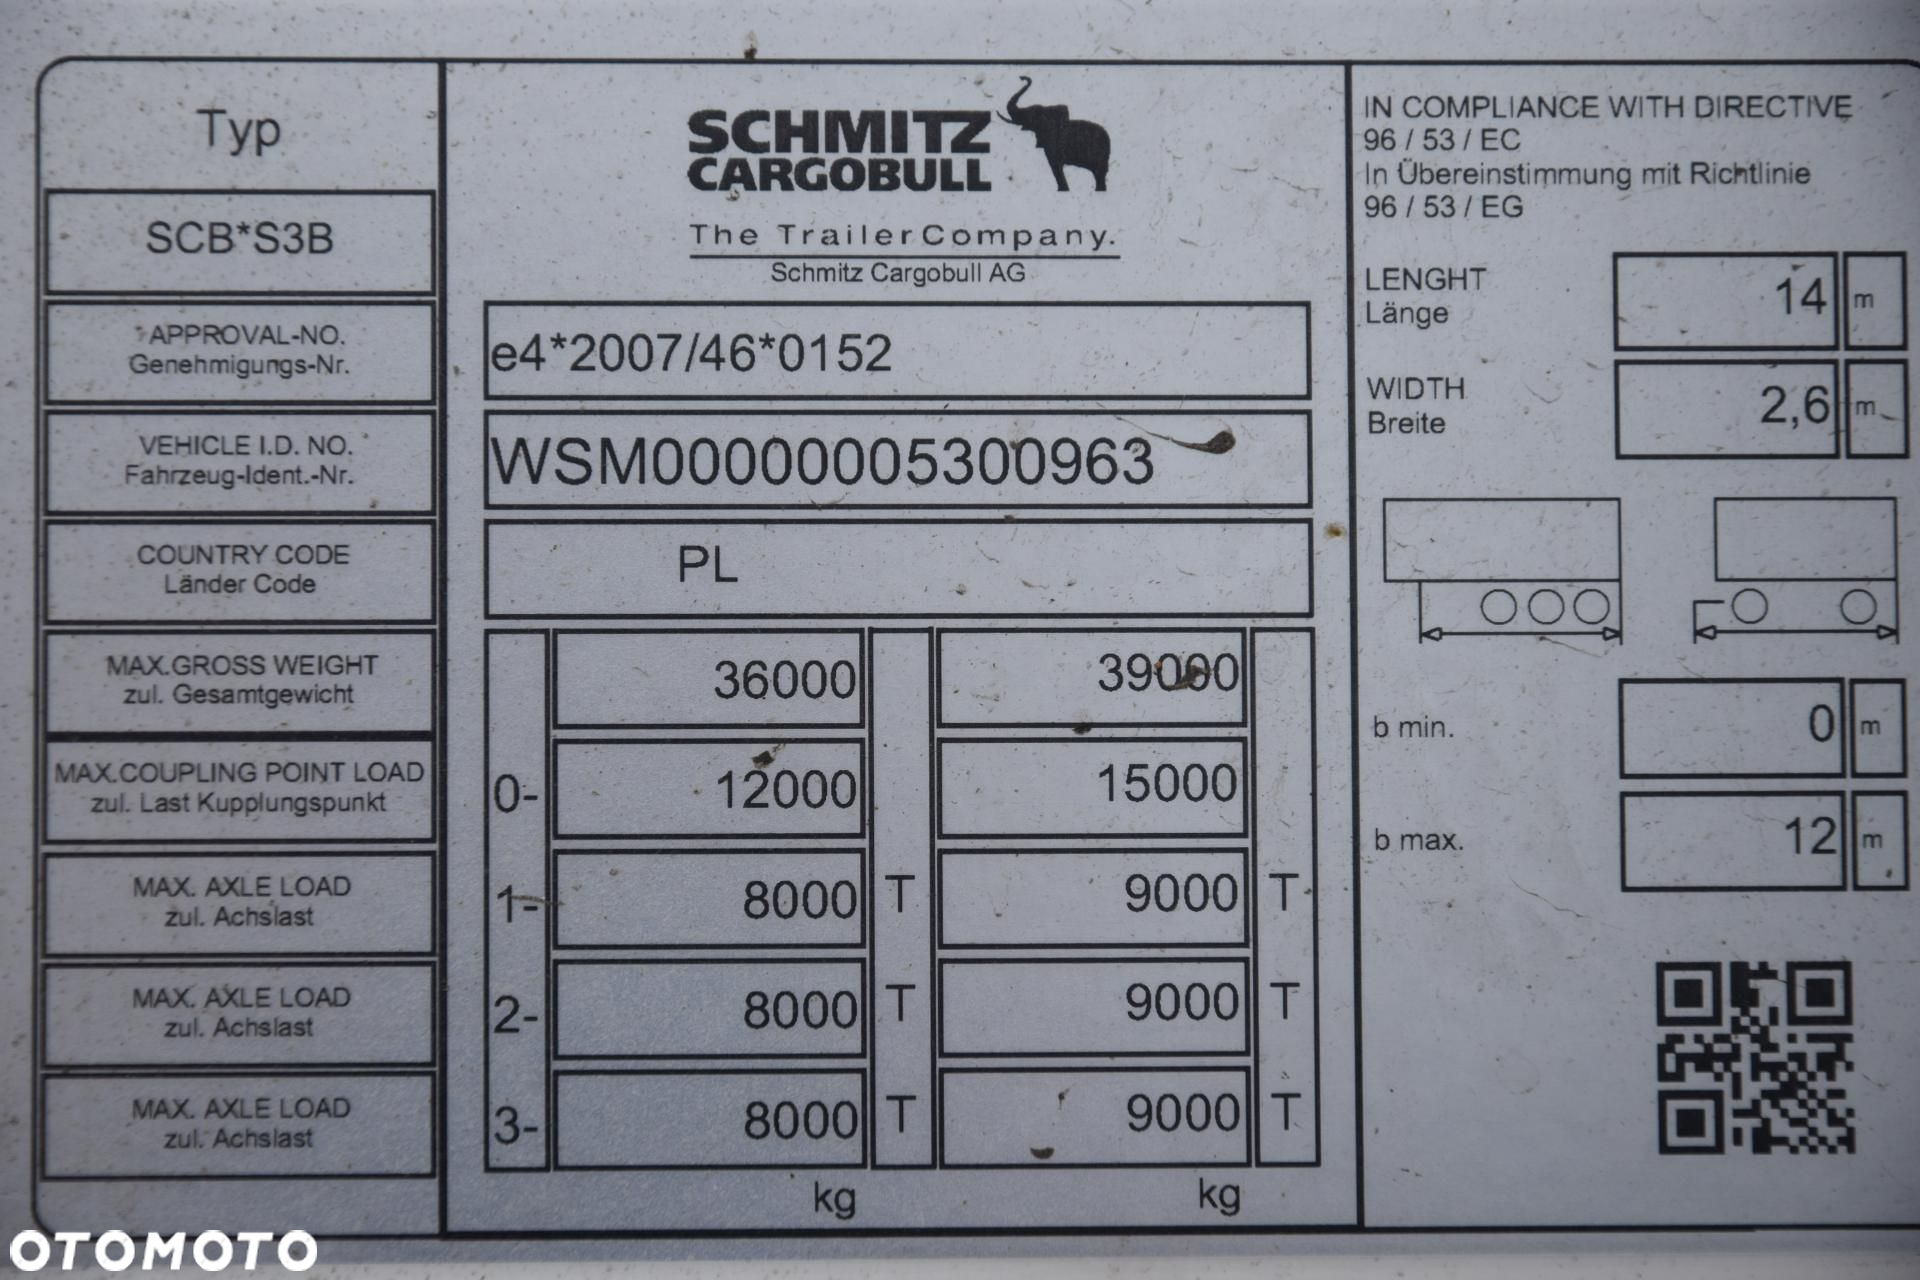 Typ
SCB*S3B
SCHMITZ
CARGOBULL
The TrailerCompany.
Schmitz Cargobull AG
APPROVAL-NO.
Genehmigungs-Nr.
e4*2007/46*0152
VEHICLE I.D. NO.
Fahrzeug-Ident.-Nr.
WSM00000005300963
COUNTRY CODE
Länder Code
PL
MAX.GROSS WEIGHT
zul. Gesamtgewicht
36000 39000
MAX.COUPLING POINT LOAD
zul. Last Kupplungspunkt
0- 12000 15000
MAX. AXLE LOAD
zul. Achslast
1- 8000 T 9000 T
MAX. AXLE LOAD
zul. Achslast
2- 8000 T 9000 T
MAX. AXLE LOAD
zul. Achslast
3- 8000 T 9000 T
kg kg
IN COMPLIANCE WITH DIRECTIVE
96 / 53 / EC
In Übereinstimmung mit Richtlinie
96 / 53 / EG
LENGHT
Länge
14 m
WIDTH
Breite
2,6 m
b min. 0 m
b max. 12 m
OTOMOTO